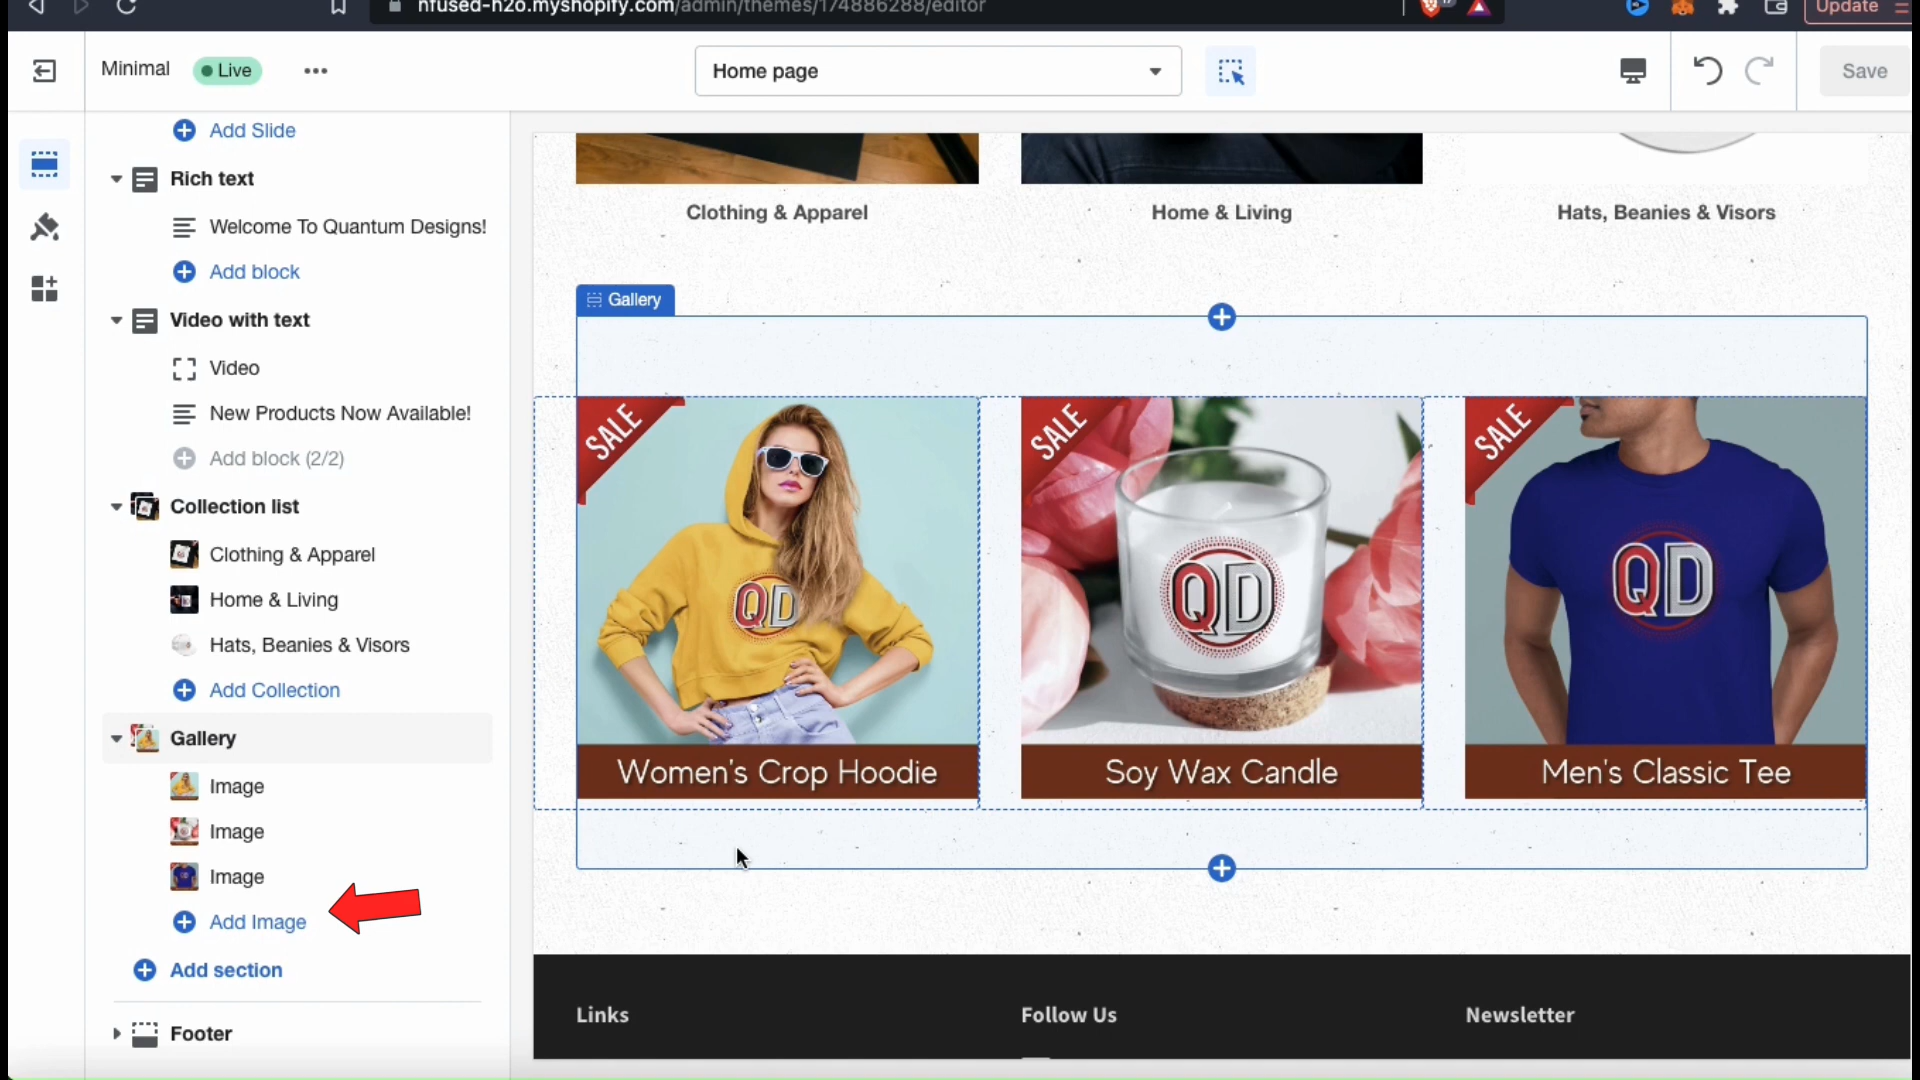 nfused-h2o.myshopify.com/admin/themes/174886288/editor
Update
Minimal
Live
Home page
Save
Add Slide
Rich text
Welcome To Quantum Designs!
Add block
Video with text
Video
New Products Now Available!
Add block (2/2)
Collection list
Clothing & Apparel
Home & Living
Hats, Beanies & Visors
Add Collection
Gallery
Image
Image
Image
Add Image
Add section
Footer
Clothing & Apparel
Home & Living
Hats, Beanies & Visors
Gallery
SALE
QD
Women's Crop Hoodie
SALE
QD
Soy Wax Candle
SALE
QD
Men's Classic Tee
Links
Follow Us
Newsletter